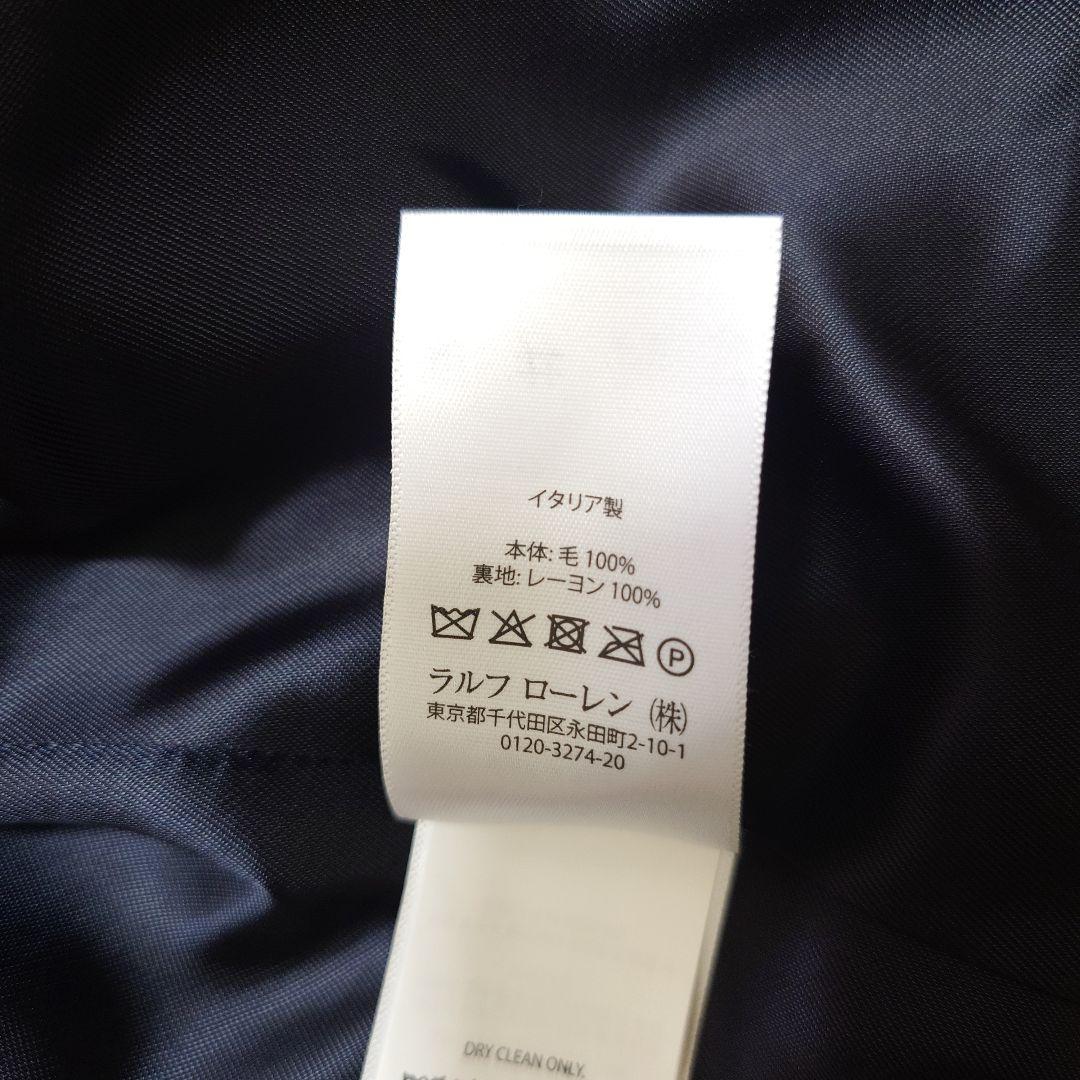 イタリア製
本体: 毛 100%
裏地: レーヨン 100%
P
ラルフ ローレン (株)
東京都千代田区永田町2-10-1
0120-3274-20
DRY CLEAN ONLY.